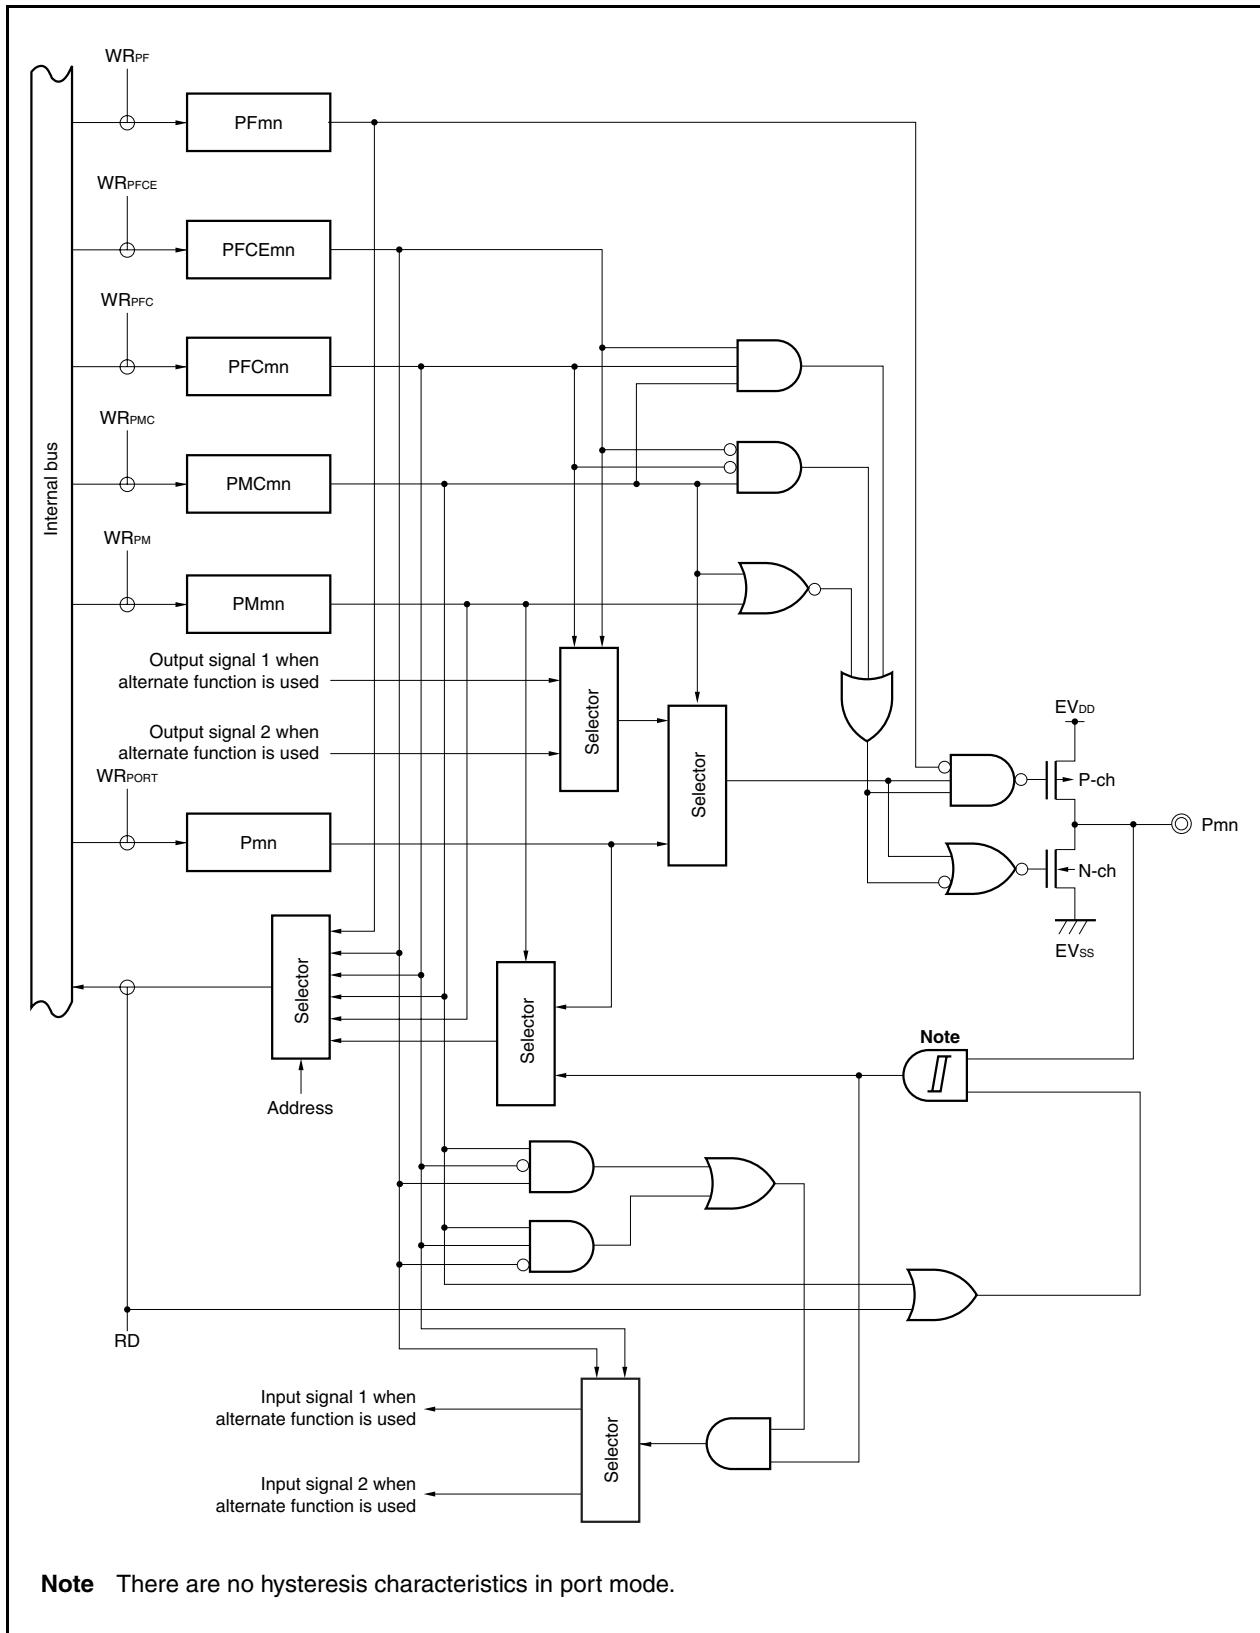 WRPF
PFmn
WRPFCE
PFCEmn
WRPFC
PFCmn
WRPMC
PMCmn
Internal bus
WRPM
PMmn
Output signal 1 when
alternate function is used
Output signal 2 when
alternate function is used
Selector
Selector
WRPORT
Pmn
EVDD
P-ch
Pmn
N-ch
EVSS
Selector
Selector
Address
Note
RD
Input signal 1 when
alternate function is used
Input signal 2 when
alternate function is used
Selector
Note There are no hysteresis characteristics in port mode.